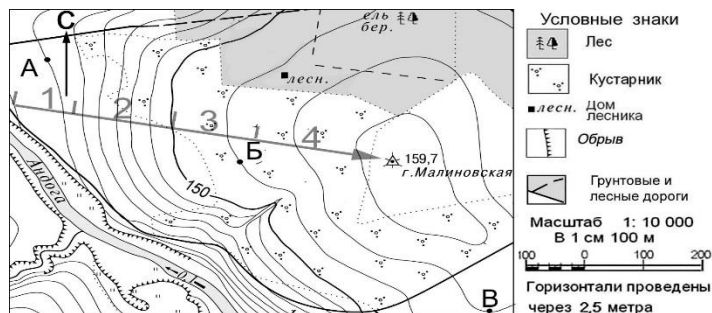 С
А
ель
бер.
лесн.
1
2
3
4
159,7
г.Малиновская
Б
150
Андога
0,1
В
Условные знаки
Лес
Кустарник
лесн. Дом
лесника
Обрыв
Грунтовые и
лесные дороги
Масштаб 1: 10 000
В 1 см 100 м
100 0 100
Горизонтали проведены
через 2,5 метра